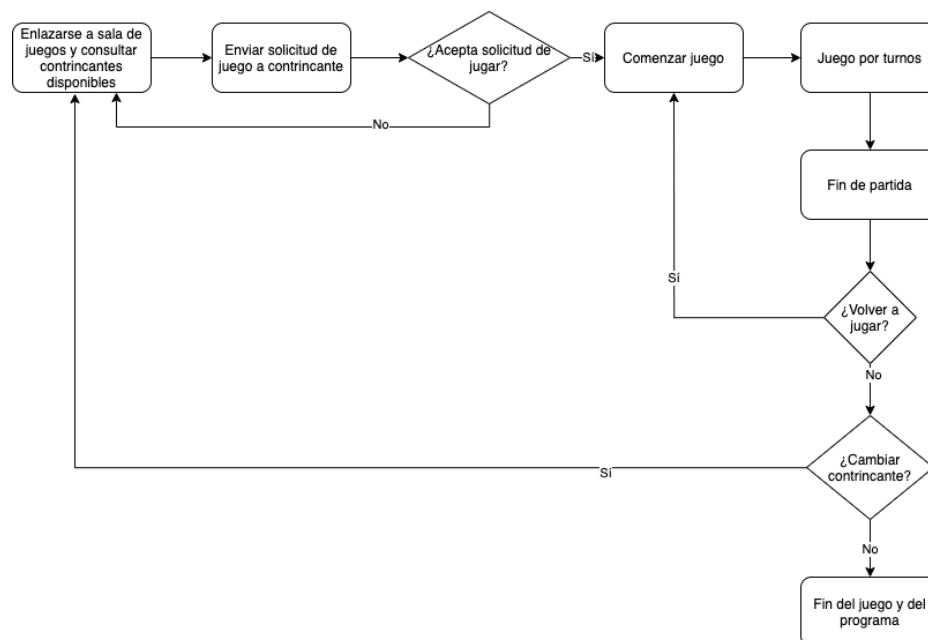 Enlazarse a sala de
juegos y consultar
contrincantes
disponibles
Enviar solicitud de
juego a contrincante
¿Acepta solicitud de
jugar?
Sí
Comenzar juego
Juego por turnos
No
Fin de partida
Sí
¿Volver a
jugar?
No
¿Cambiar
contrincante?
Sí
No
Fin del juego y del
programa